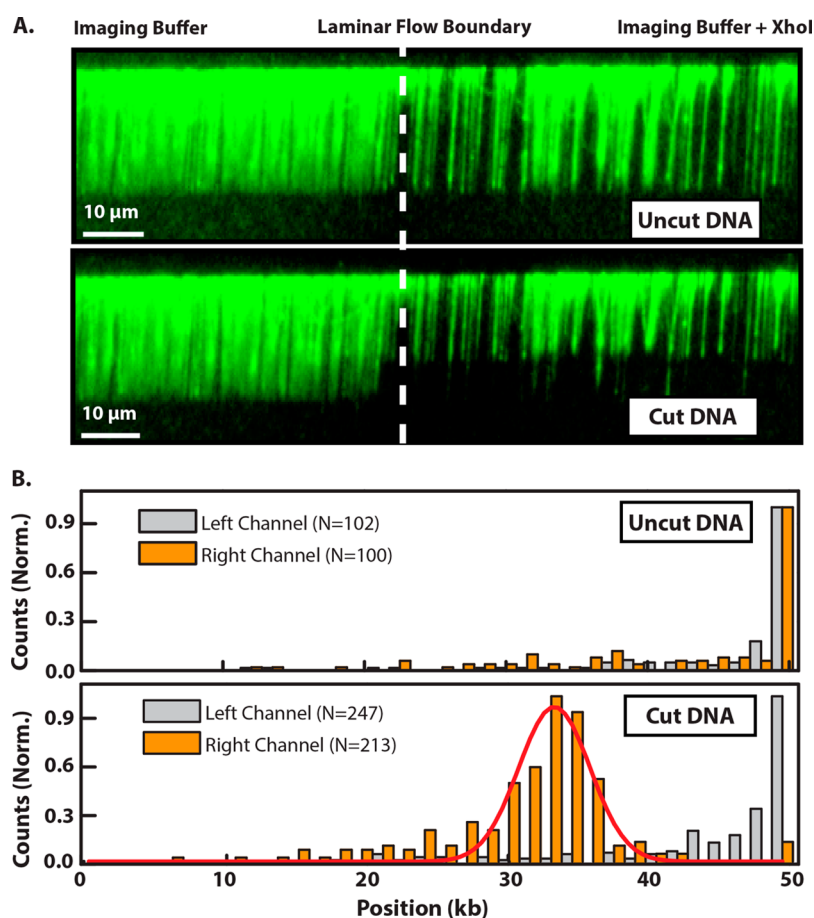 A.
Imaging Buffer Laminar Flow Boundary Imaging Buffer + XhoI
10 μm
Uncut DNA
10 μm
Cut DNA
B.
Counts (Norm.)
0.9
0.6
0.3
0.0
Left Channel (N=102)
Right Channel (N=100)
Uncut DNA
Counts (Norm.)
0.9
0.6
0.3
0.0
Left Channel (N=247)
Right Channel (N=213)
Cut DNA
0 10 20 30 40 50
Position (kb)